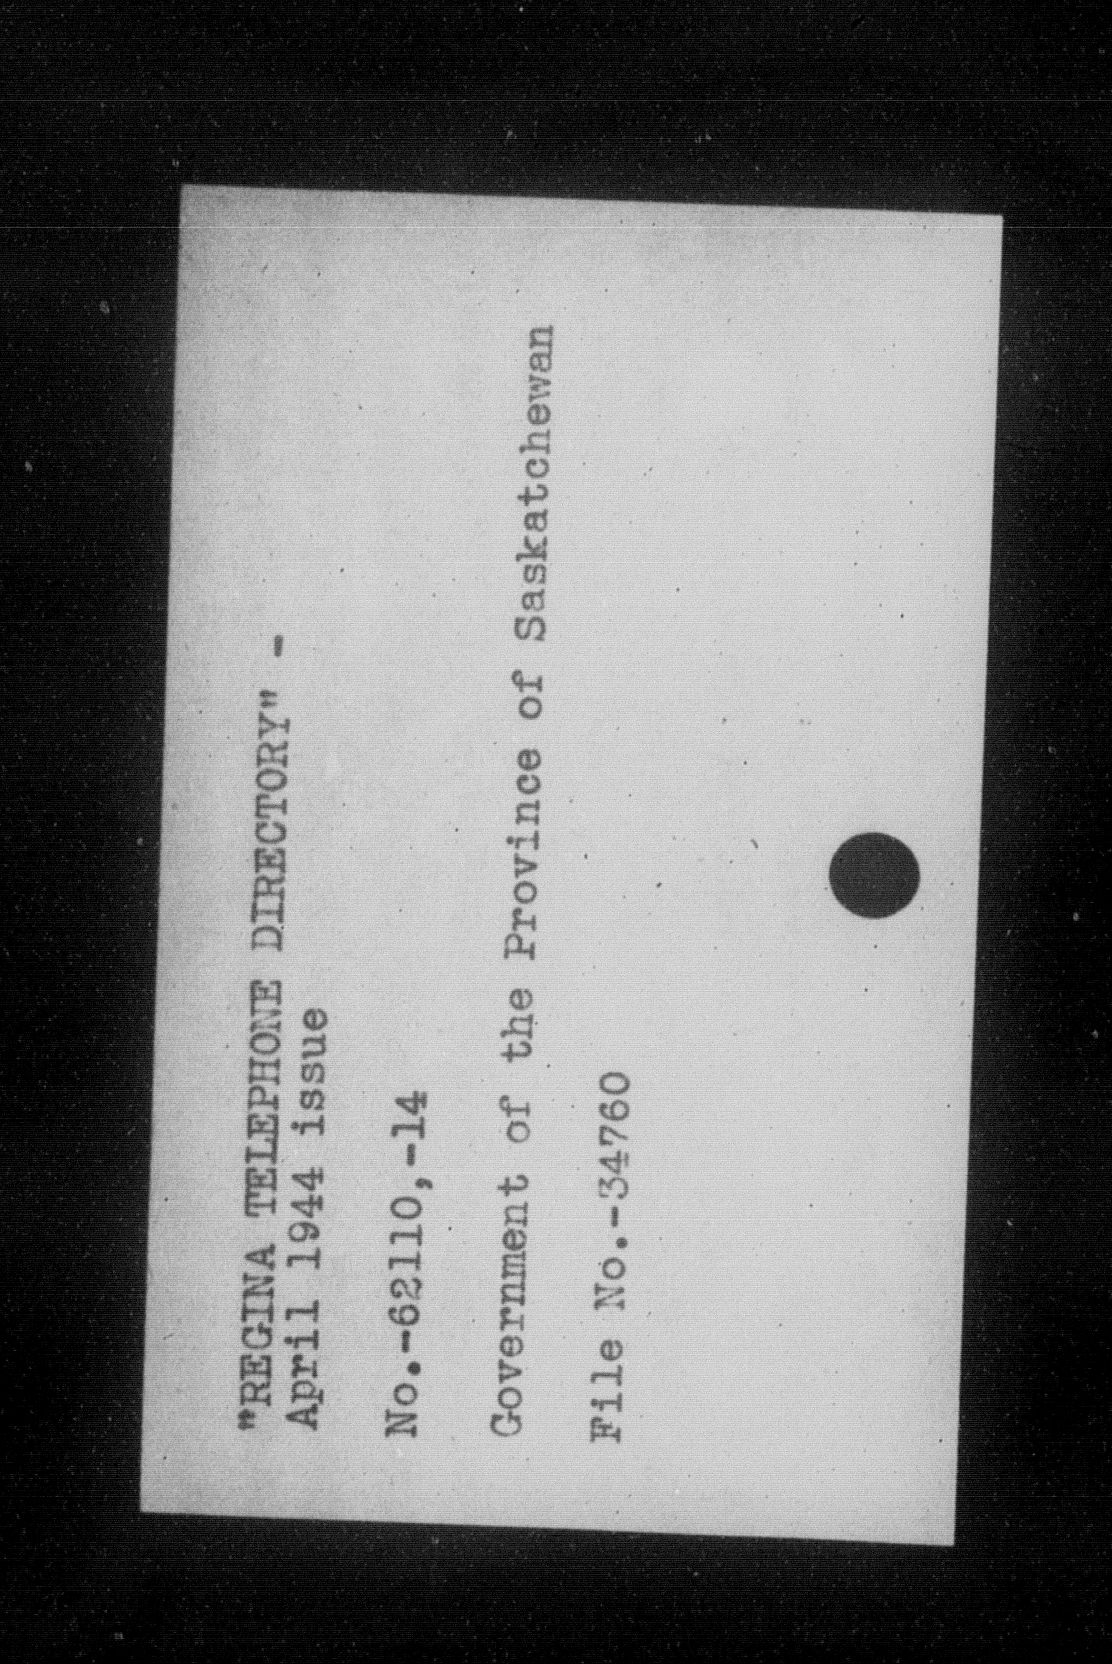 "REGINA TELEPHONE DIRECTORY" -
April 1944 issue
No.-62110,-14
Government of the Province of Saskatchewan
File No.-34760